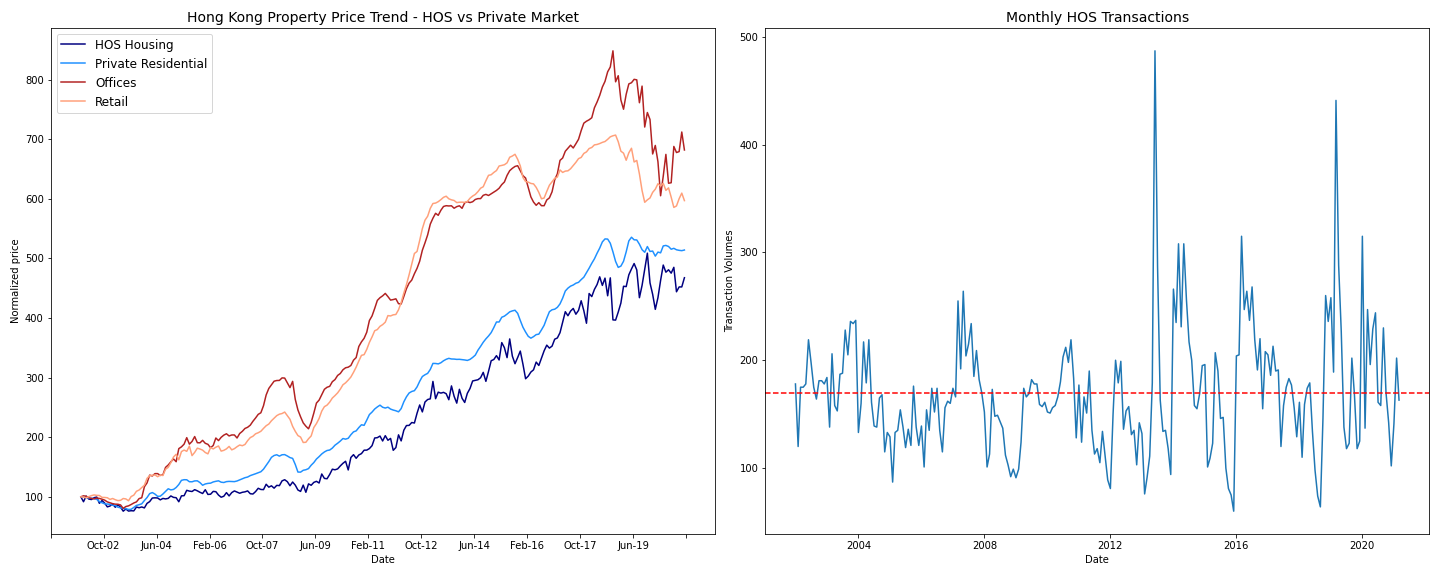 Hong Kong Property Price Trend - HOS vs Private Market
HOS Housing
Private Residential
Offices
Retail
Normalized price
800
700
600
500
400
300
200
100
Oct-02 Jun-04 Feb-06 Oct-07 Jun-09 Feb-11 Oct-12 Jun-14 Feb-16 Oct-17 Jun-19
Date
Monthly HOS Transactions
Transaction Volumes
500
400
300
200
100
2004 2008 2012 2016 2020
Date